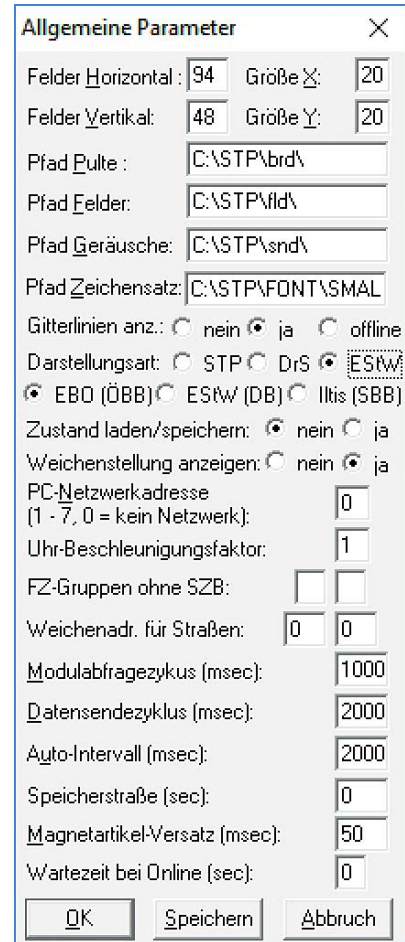 Allgemeine Parameter
Felder Horizontal : 94 Größe X: 20
Felder Vertikal: 48 Größe Y: 20
Pfad Pulte : C:\STP\brd\
Pfad Felder: C:\STP\fld\
Pfad Geräusche: C:\STP\snd\
Pfad Zeichensatz: C:\STP\FONT\SMAL
Gitterlinien anz.: nein ja offline
Darstellungsart: STP DrS EStW
EBO (ÖBB) EStW (DB) Iltis (SBB)
Zustand laden/speichern: nein ja
Weichenstellung anzeigen: nein ja
PC-Netzwerkadresse
(1 - 7, 0 = kein Netzwerk): 0
Uhr-Beschleunigungsfaktor: 1
FZ-Gruppen ohne SZB:
Weichenadr. für Straßen: 0 0
Modulabfragezykus (msec): 1000
Datensendezyklus (msec): 2000
Auto-Intervall (msec): 2000
Speicherstraße (sec): 0
Magnetartikel-Versatz (msec): 50
Wartezeit bei Online (sec): 0
OK Speichern Abbruch